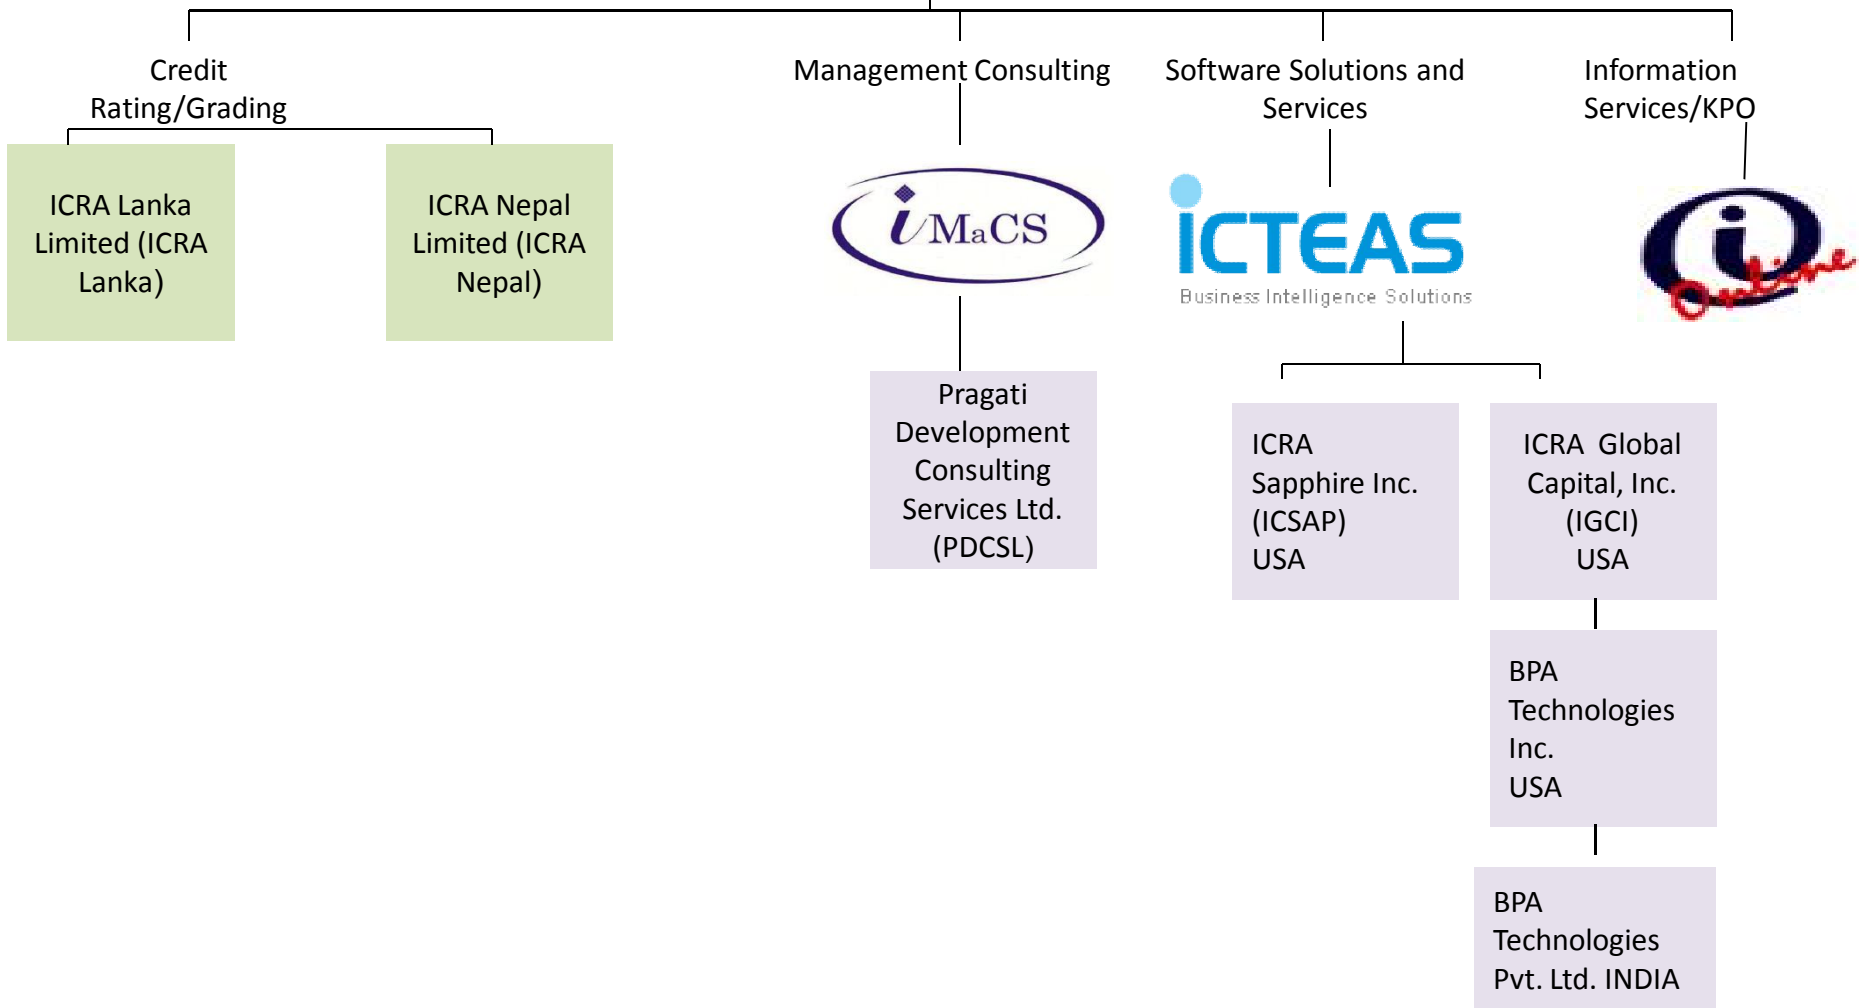 Credit
Rating/Grading
Management Consulting
Software Solutions and
Services
Information
Services/KPO
ICRA Lanka
Limited (ICRA
Lanka)
ICRA Nepal
Limited (ICRA
Nepal)
iMaCS
iCTEAS
Business Intelligence Solutions
i
Online
Pragati
Development
Consulting
Services Ltd.
(PDCSL)
ICRA
Sapphire Inc.
(ICSAP)
USA
ICRA Global
Capital, Inc.
(IGCI)
USA
BPA
Technologies
Inc.
USA
BPA
Technologies
Pvt. Ltd. INDIA